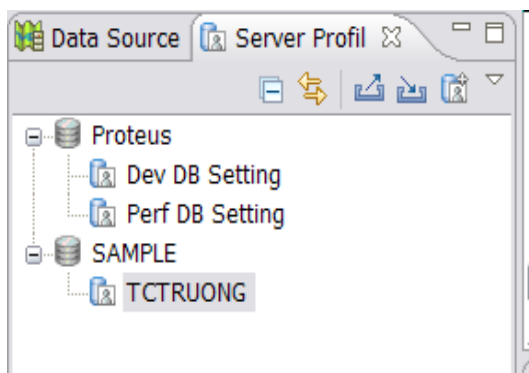 Data Source Server Profil
Proteus
Dev DB Setting
Perf DB Setting
SAMPLE
TCTRUONG